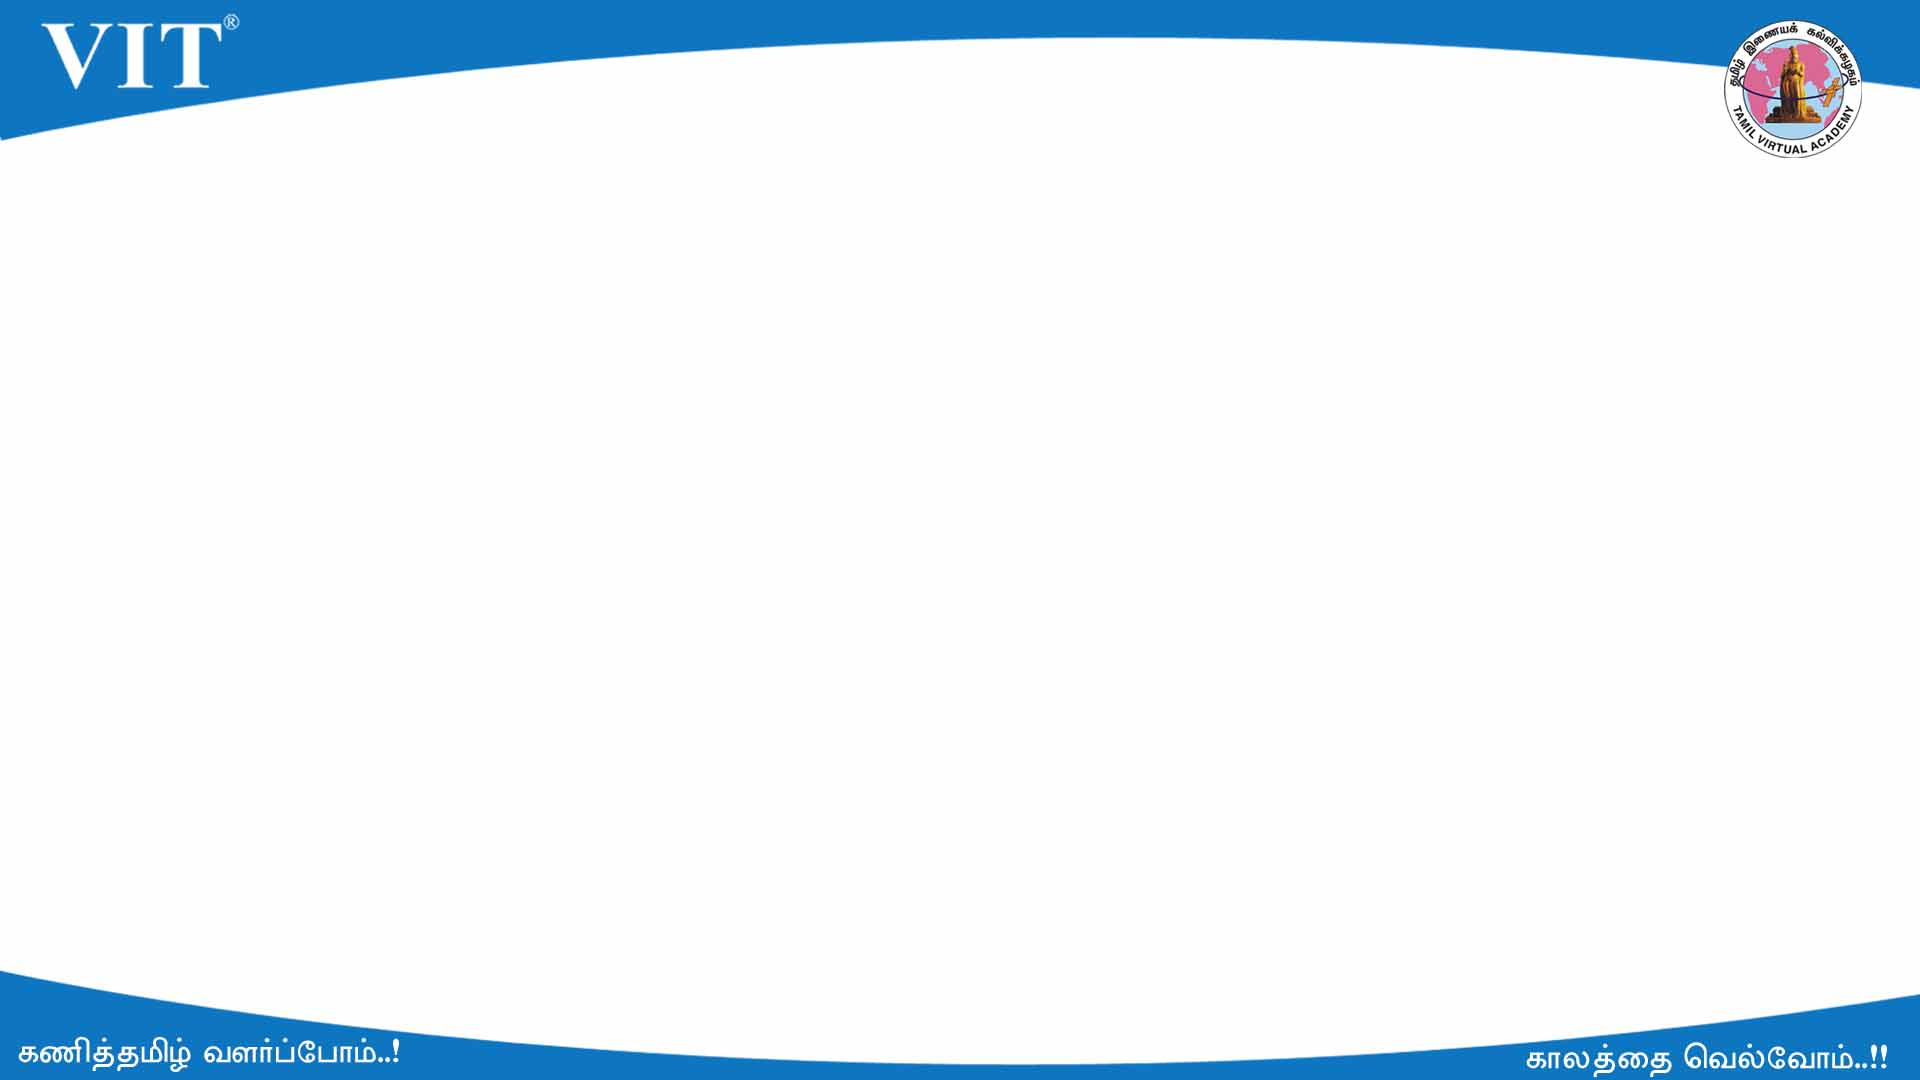 VIT®
தமிழ் இணையக் கல்விக்கழகம்
TAMIL VIRTUAL ACADEMY
கணித்தமிழ் வளர்ப்போம்..!
காலத்தை வெல்வோம்..!!